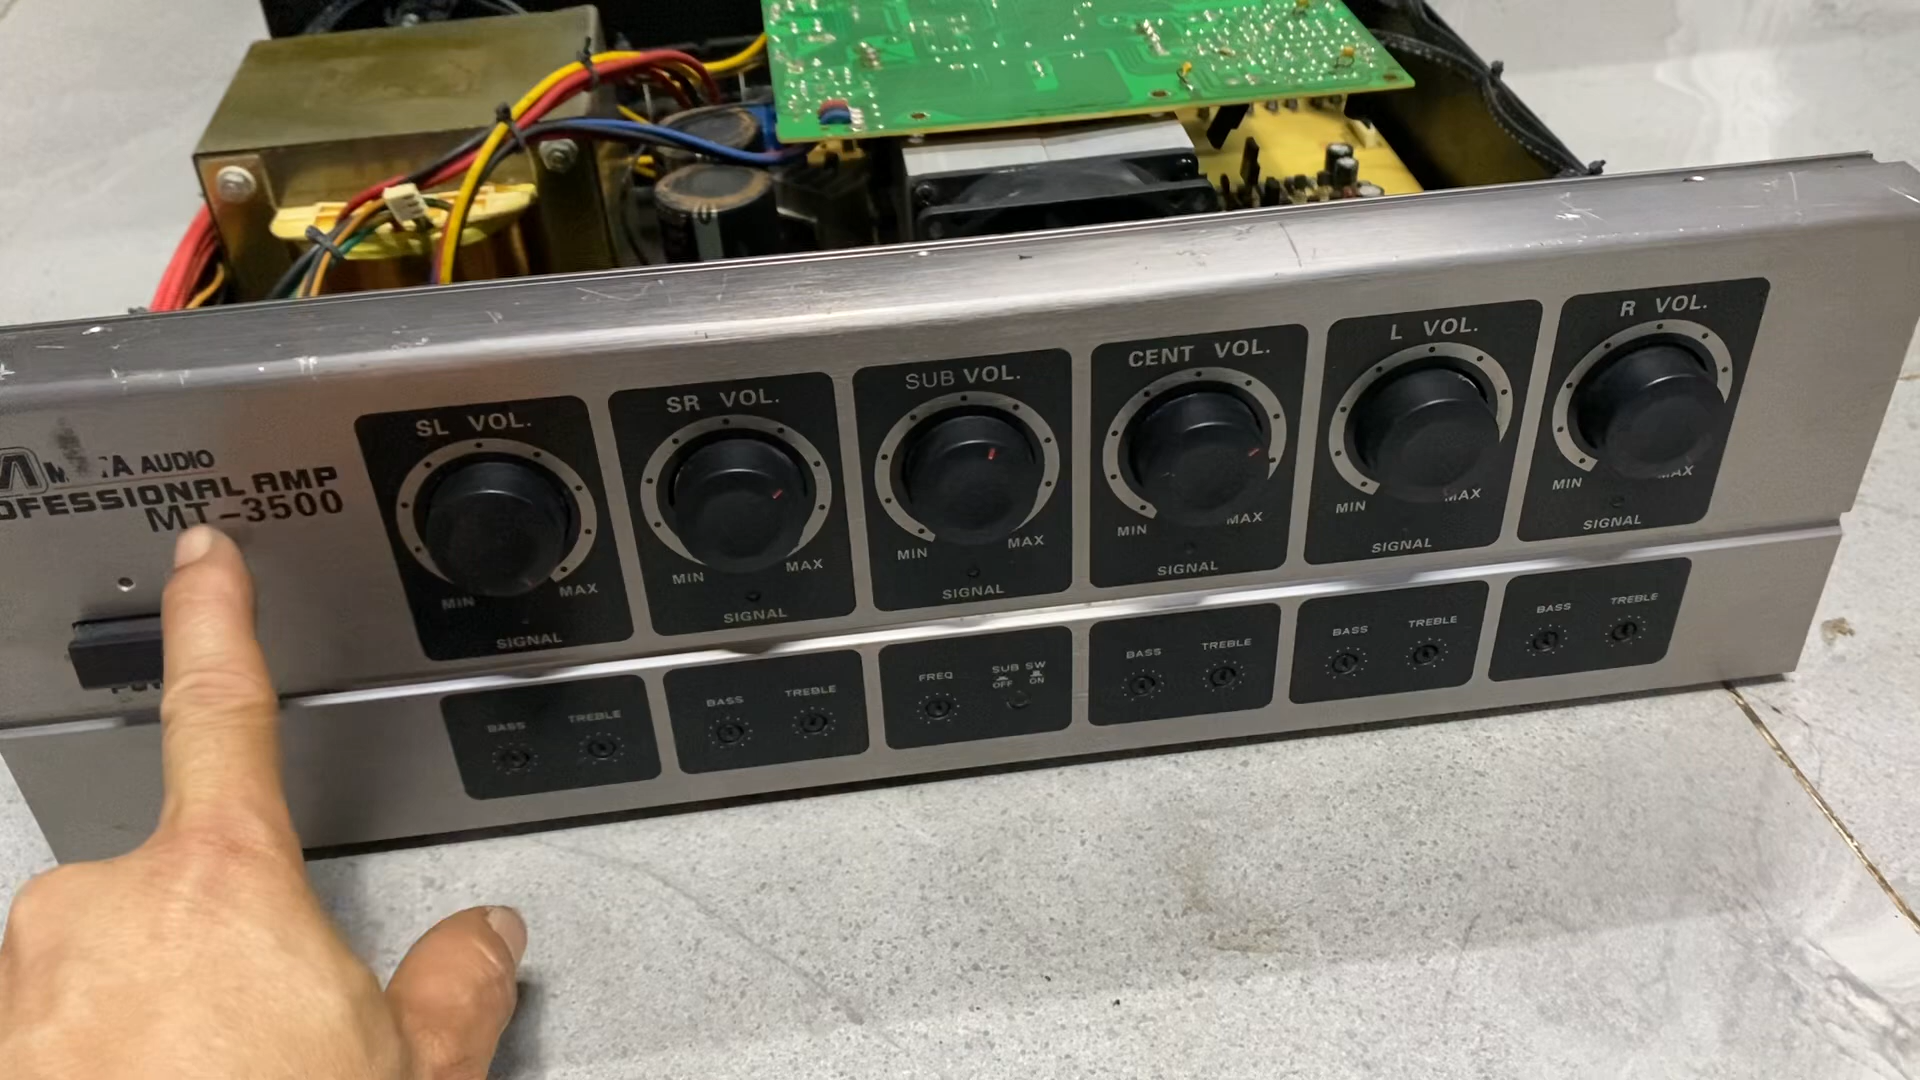 AUDIO
OFESSIONAL AMP
MT-3500
SL VOL.
MIN
MAX
SIGNAL
SR VOL.
MIN
MAX
SIGNAL
SUB VOL.
MIN
MAX
SIGNAL
CENT VOL.
MIN
MAX
SIGNAL
L VOL.
MIN
MAX
SIGNAL
R VOL.
MIN
MAX
SIGNAL
BASS TREBLE
BASS TREBLE
FREQ SUB SW
OFF ON
BASS TREBLE
BASS TREBLE
BASS TREBLE